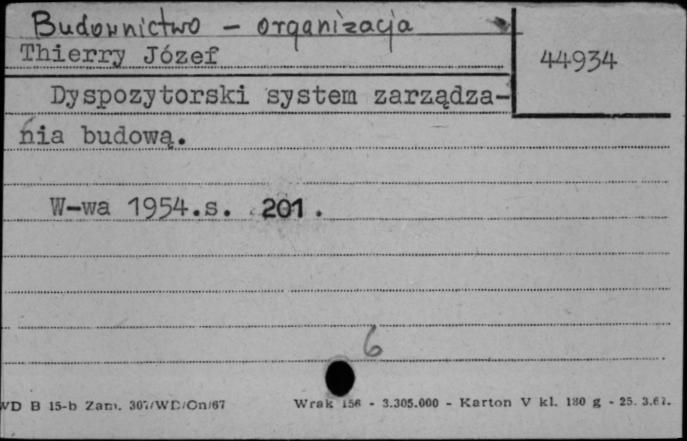 Budownictwo - organizacja
Thierry Józef
44934
Dyspozytorski system zarządza-
nia budową.
W-wa 1954.s. 201.
6
WD B 15-b Zam. 307/WD/On/67
Wrak 156 - 3.305.000 - Karton V kl. 180 g - 25. 3.67.